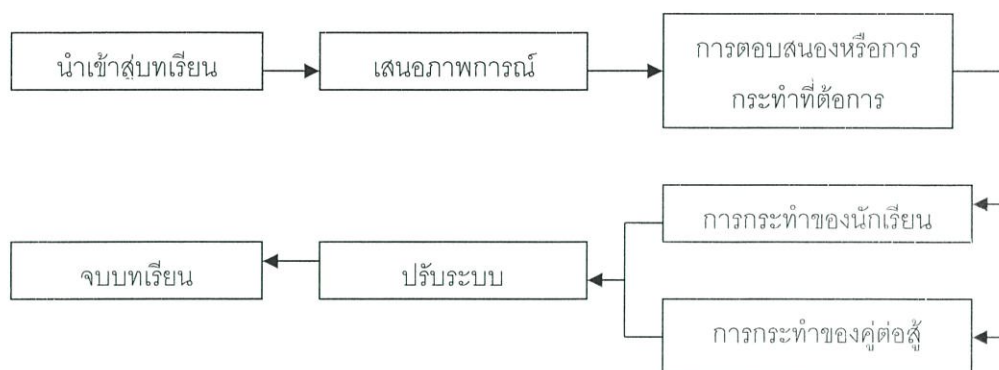 นำเข้าสู่บทเรียน
เสนอภาพการณ์
การตอบสนองหรือการ
กระทำที่ต้อการ
การกระทำของนักเรียน
การกระทำของคู่ต่อสู้
ปรับระบบ
จบบทเรียน